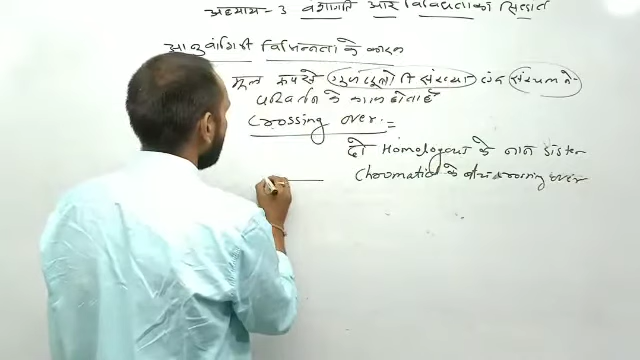 अध्याय - 3 वंशागति और विविधता का सिद्धांत
आनुवांशिकी विभिन्नता के कारण
मूल रूप से गुणसूत्रों की संख्या एवं संरचना में
परिवर्तन के कारण होता है
Crossing over :-
दो Homologous के नान sister
Chromatid के बीच crossing over